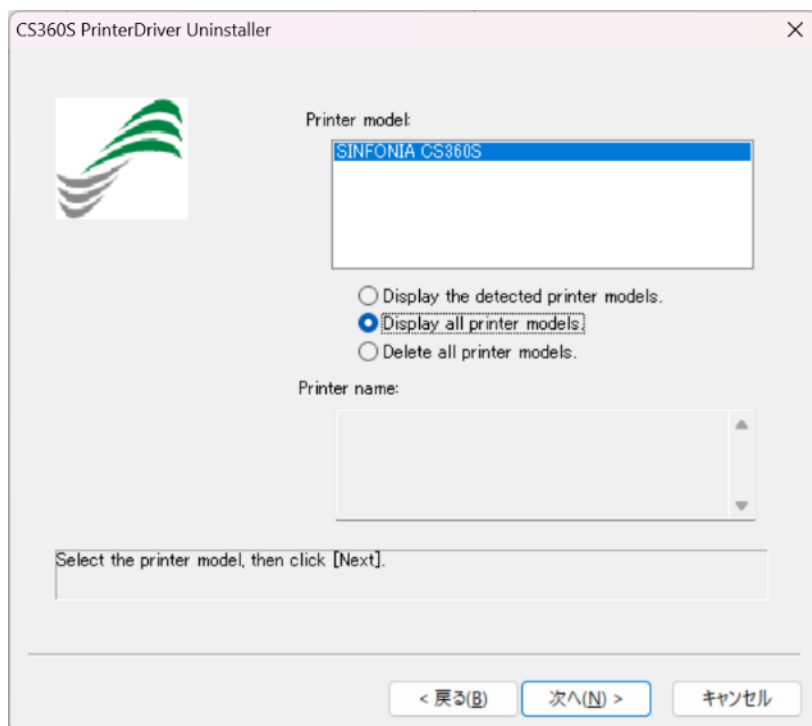 CS360S PrinterDriver Uninstaller
Printer model:
SINFONIA CS360S
Display the detected printer models.
Display all printer models.
Delete all printer models.
Printer name:
Select the printer model, then click [Next].
< 戻る(B)
次へ(N) >
キャンセル